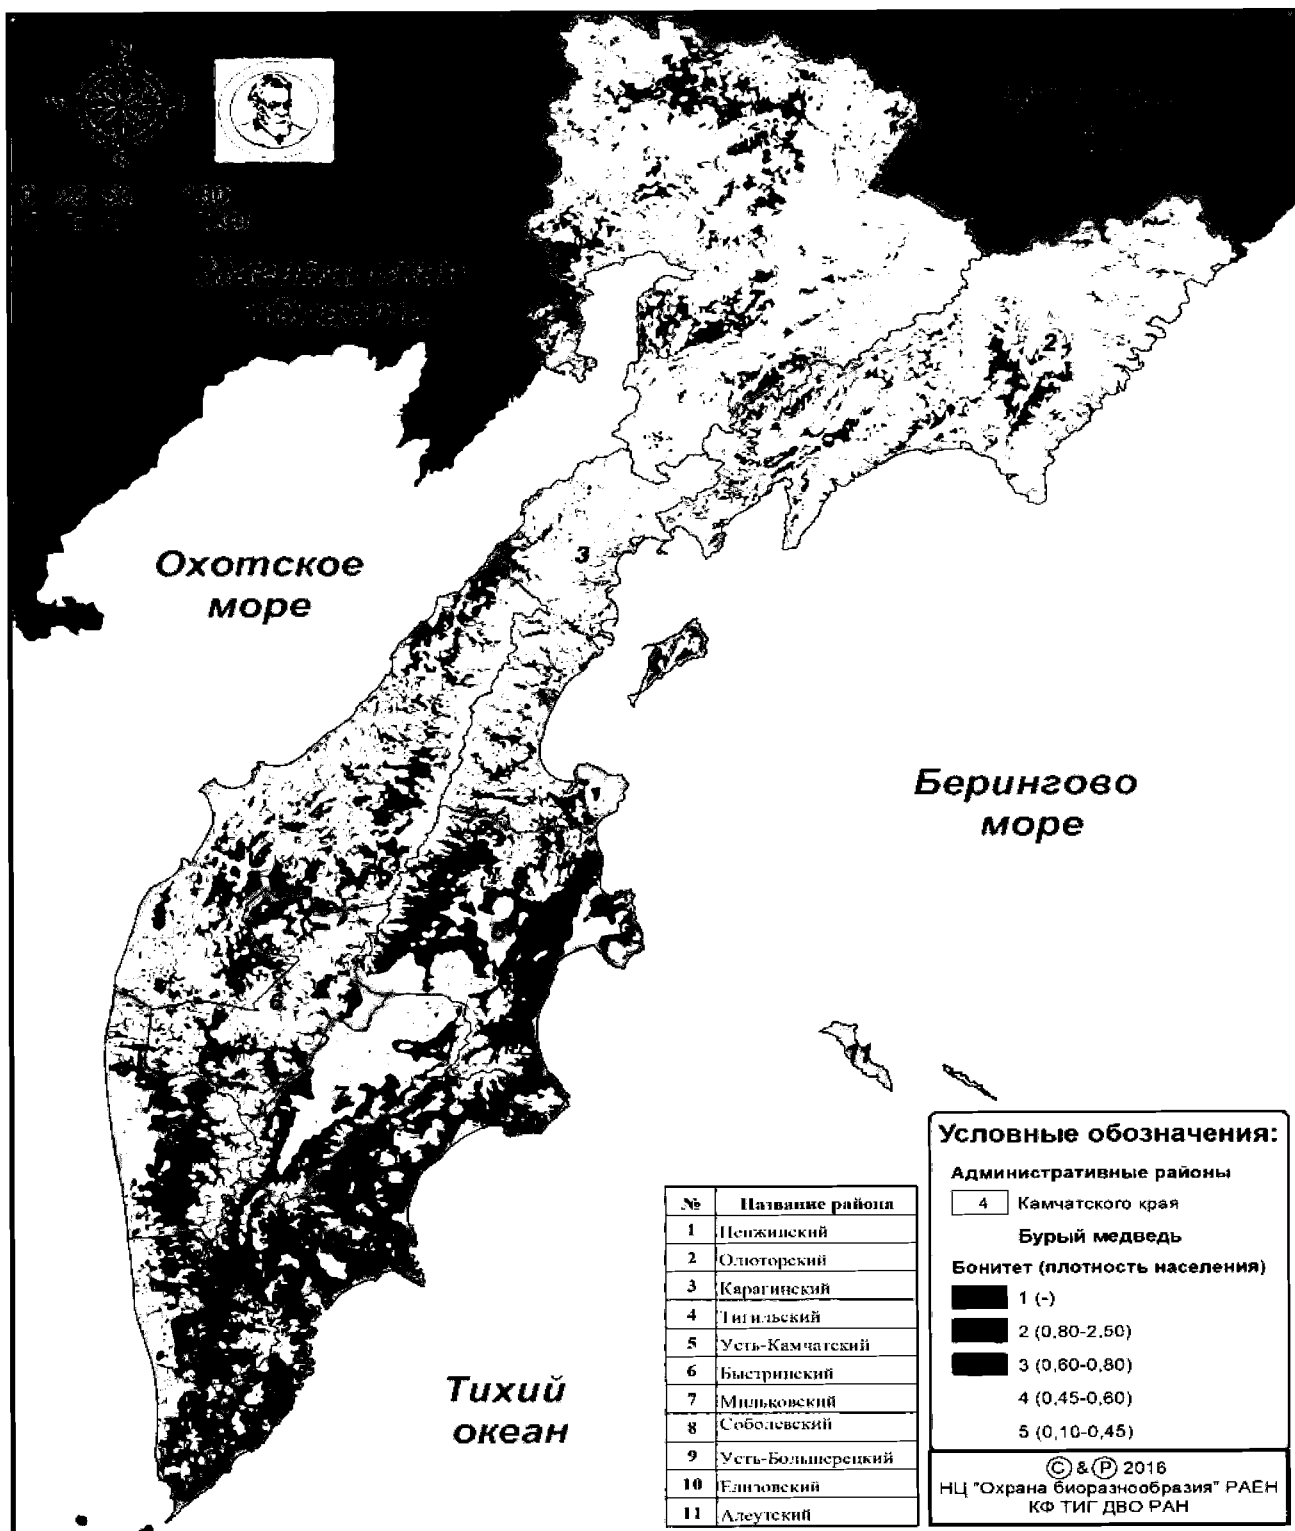 Охотское
море
2
3
Берингово
море
Тихий
океан
№ Название района
1 Пенжинский
2 Олюторский
3 Карагинский
4 Тигильский
5 Усть-Камчатский
6 Быстринский
7 Мильковский
8 Соболевский
9 Усть-Большерецкий
10 Елизовский
11 Алеутский
Условные обозначения:
Административные районы
4 Камчатского края
Бурый медведь
Бонитет (плотность населения)
1 (-)
2 (0,80-2,50)
3 (0,60-0,80)
4 (0,45-0,60)
5 (0,10-0,45)
© & Ⓟ 2016
НЦ "Охрана биоразнообразия" РАЕН
КФ ТИГ ДВО РАН